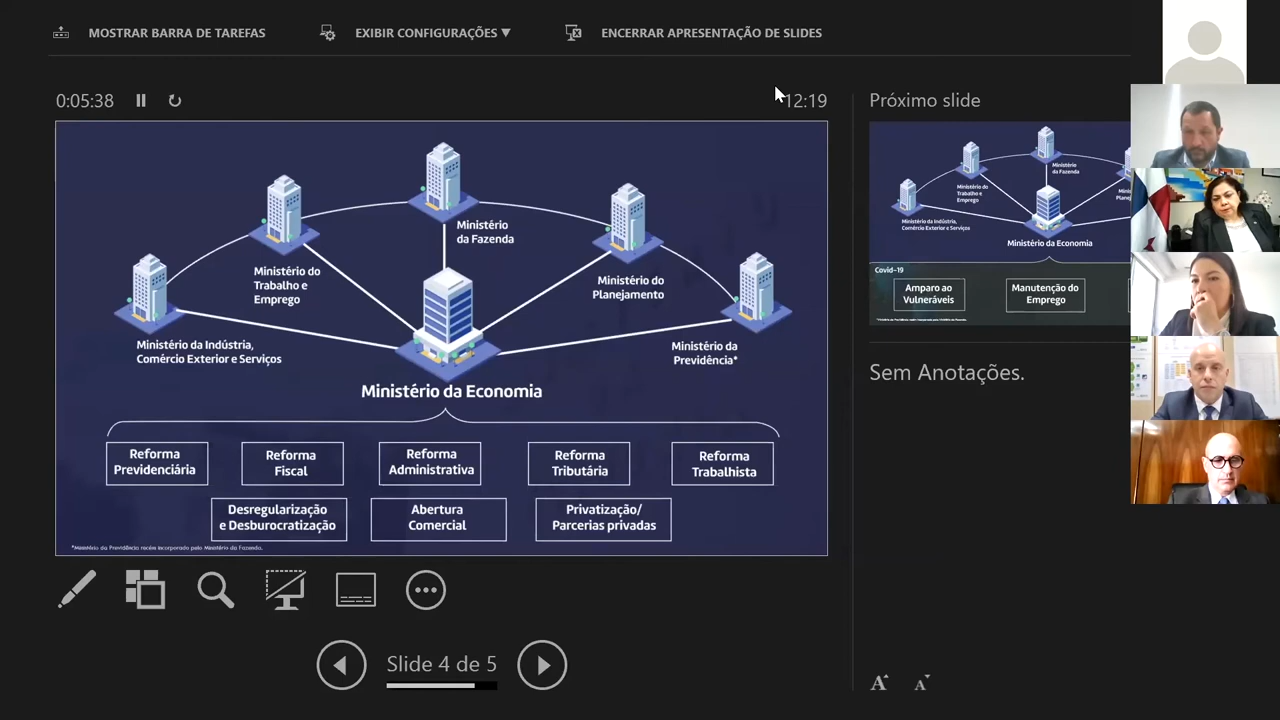 MOSTRAR BARRA DE TAREFAS
EXIBIR CONFIGURAÇÕES ▼
ENCERRAR APRESENTAÇÃO DE SLIDES
0:05:38
12:19
Ministério
da Fazenda
Ministério do
Trabalho e
Emprego
Ministério do
Planejamento
Ministério da Indústria,
Comércio Exterior e Serviços
Ministério da
Previdência*
Ministério da Economia
Reforma
Previdenciária
Reforma
Fiscal
Reforma
Administrativa
Reforma
Tributária
Reforma
Trabalhista
Desregularização
e Desburocratização
Abertura
Comercial
Privatização/
Parcerias privadas
*Ministério da Previdência recém incorporado pelo Ministério da Fazenda.
Slide 4 de 5
Próximo slide
Ministério
da Fazenda
Ministério do
Trabalho e
Emprego
Ministério da Indústria,
Comércio Exterior e Serviços
Ministério da Economia
Covid-19
Amparo ao
Vulneráveis
Manutenção do
Emprego
Sem Anotações.
A
A